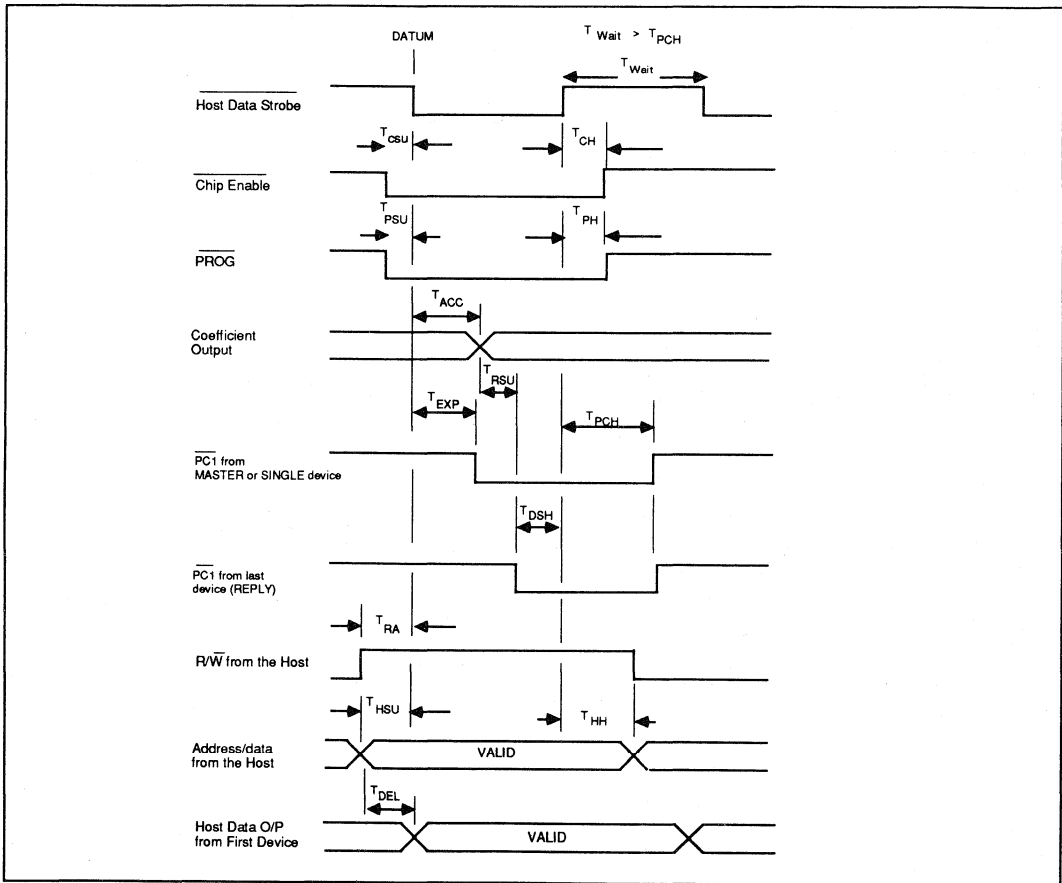 DATUM
T Wait > T PCH
T Wait
Host Data Strobe
T CSU
T CH
Chip Enable
T PSU
T PH
PROG
T ACC
Coefficient
Output
T RSU
T EXP
T PCH
PC1 from
MASTER or SINGLE device
T DSH
PC1 from last
device (REPLY)
T RA
R/W from the Host
T HSU
T HH
Address/data
from the Host
VALID
T DEL
Host Data O/P
from First Device
VALID